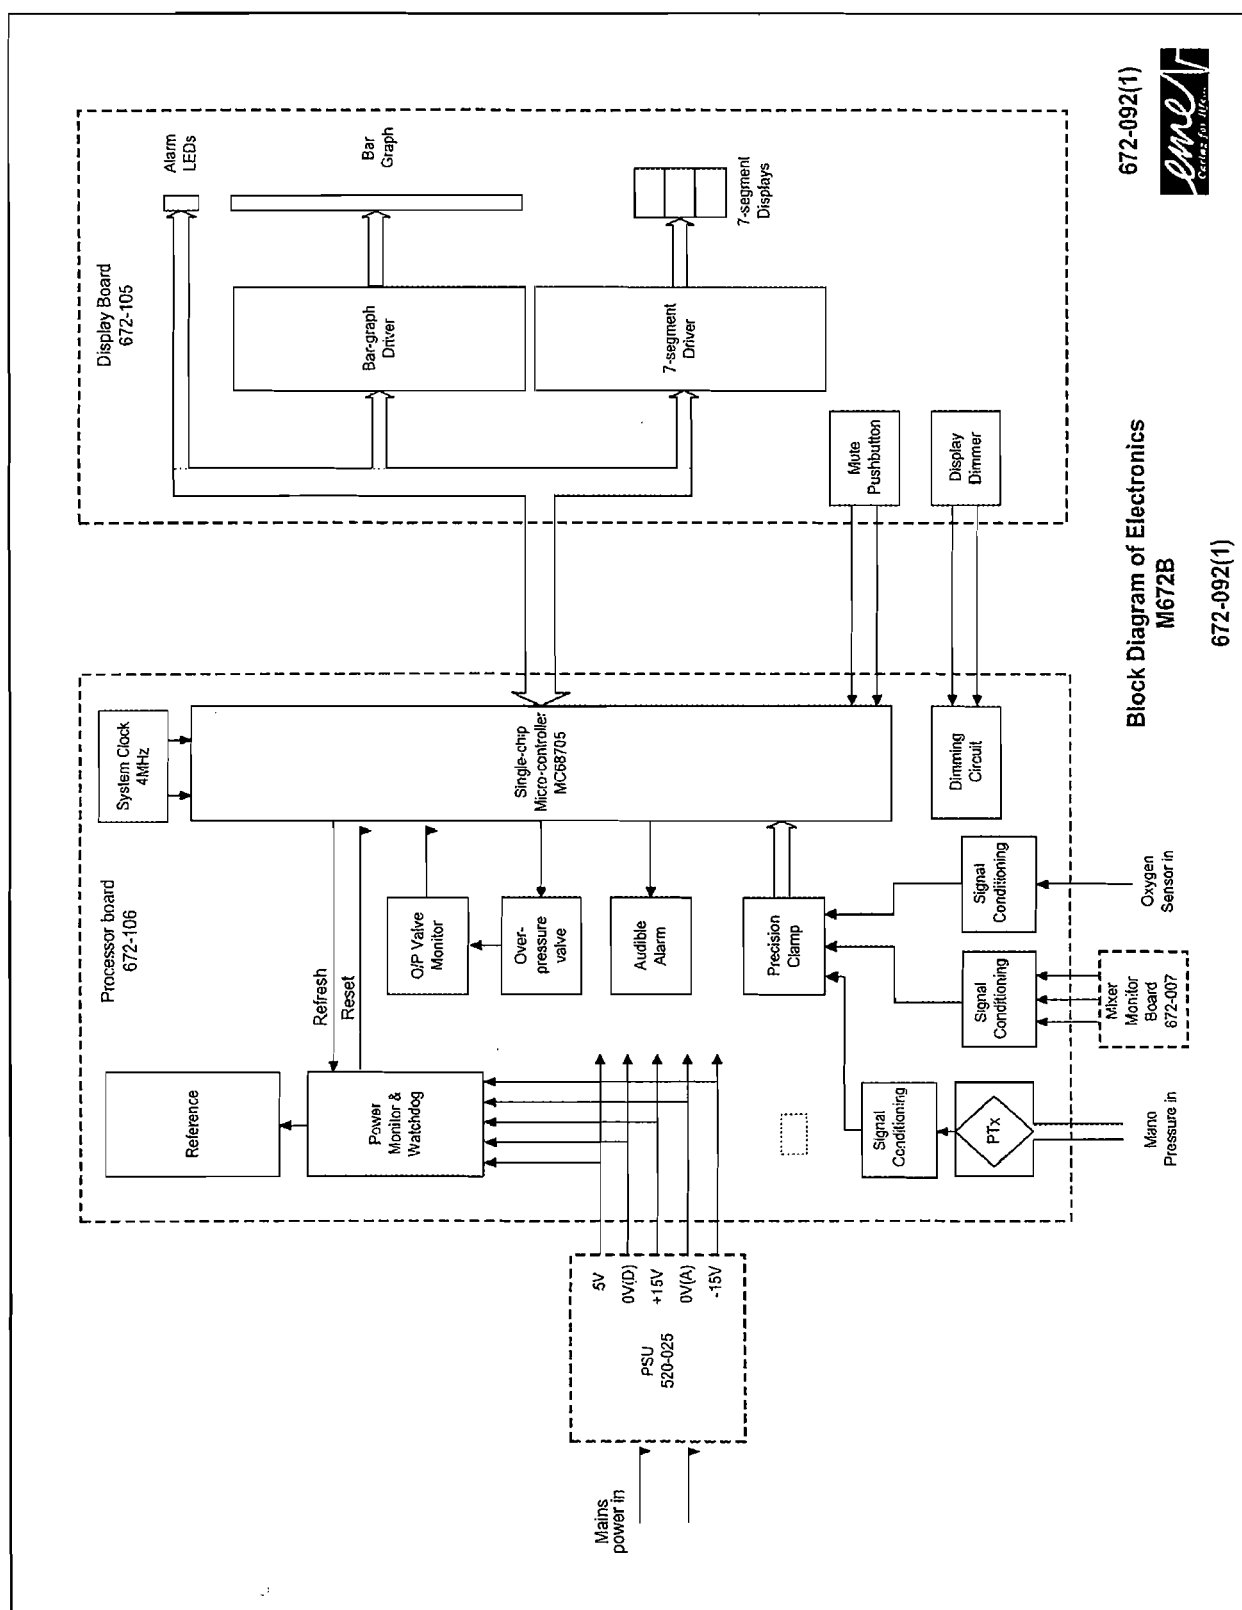 Processor board
672-106
System Clock
4MHz
Reference
Refresh
Reset
Power
Monitor &
Watchdog
O/P Valve
Monitor
Over-
pressure
valve
Audible
Alarm
Single-chip
Micro-controller
MC68705
Precision
Clamp
Signal
Conditioning
PTx
Signal
Conditioning
Signal
Conditioning
Dimming
Circuit
Mains
power in
PSU
520-025
5V
0V(D)
+15V
0V(A)
-15V
Mano
Pressure in
Mixer
Monitor
Board
672-007
Oxygen
Sensor in
Display Board
672-105
Alarm
LEDs
Bar-graph
Driver
Bar
Graph
7-segment
Driver
7-segment
Displays
Mute
Pushbutton
Display
Dimmer
Block Diagram of Electronics
M672B
672-092(1)
672-092(1)
eme
Caring for life...